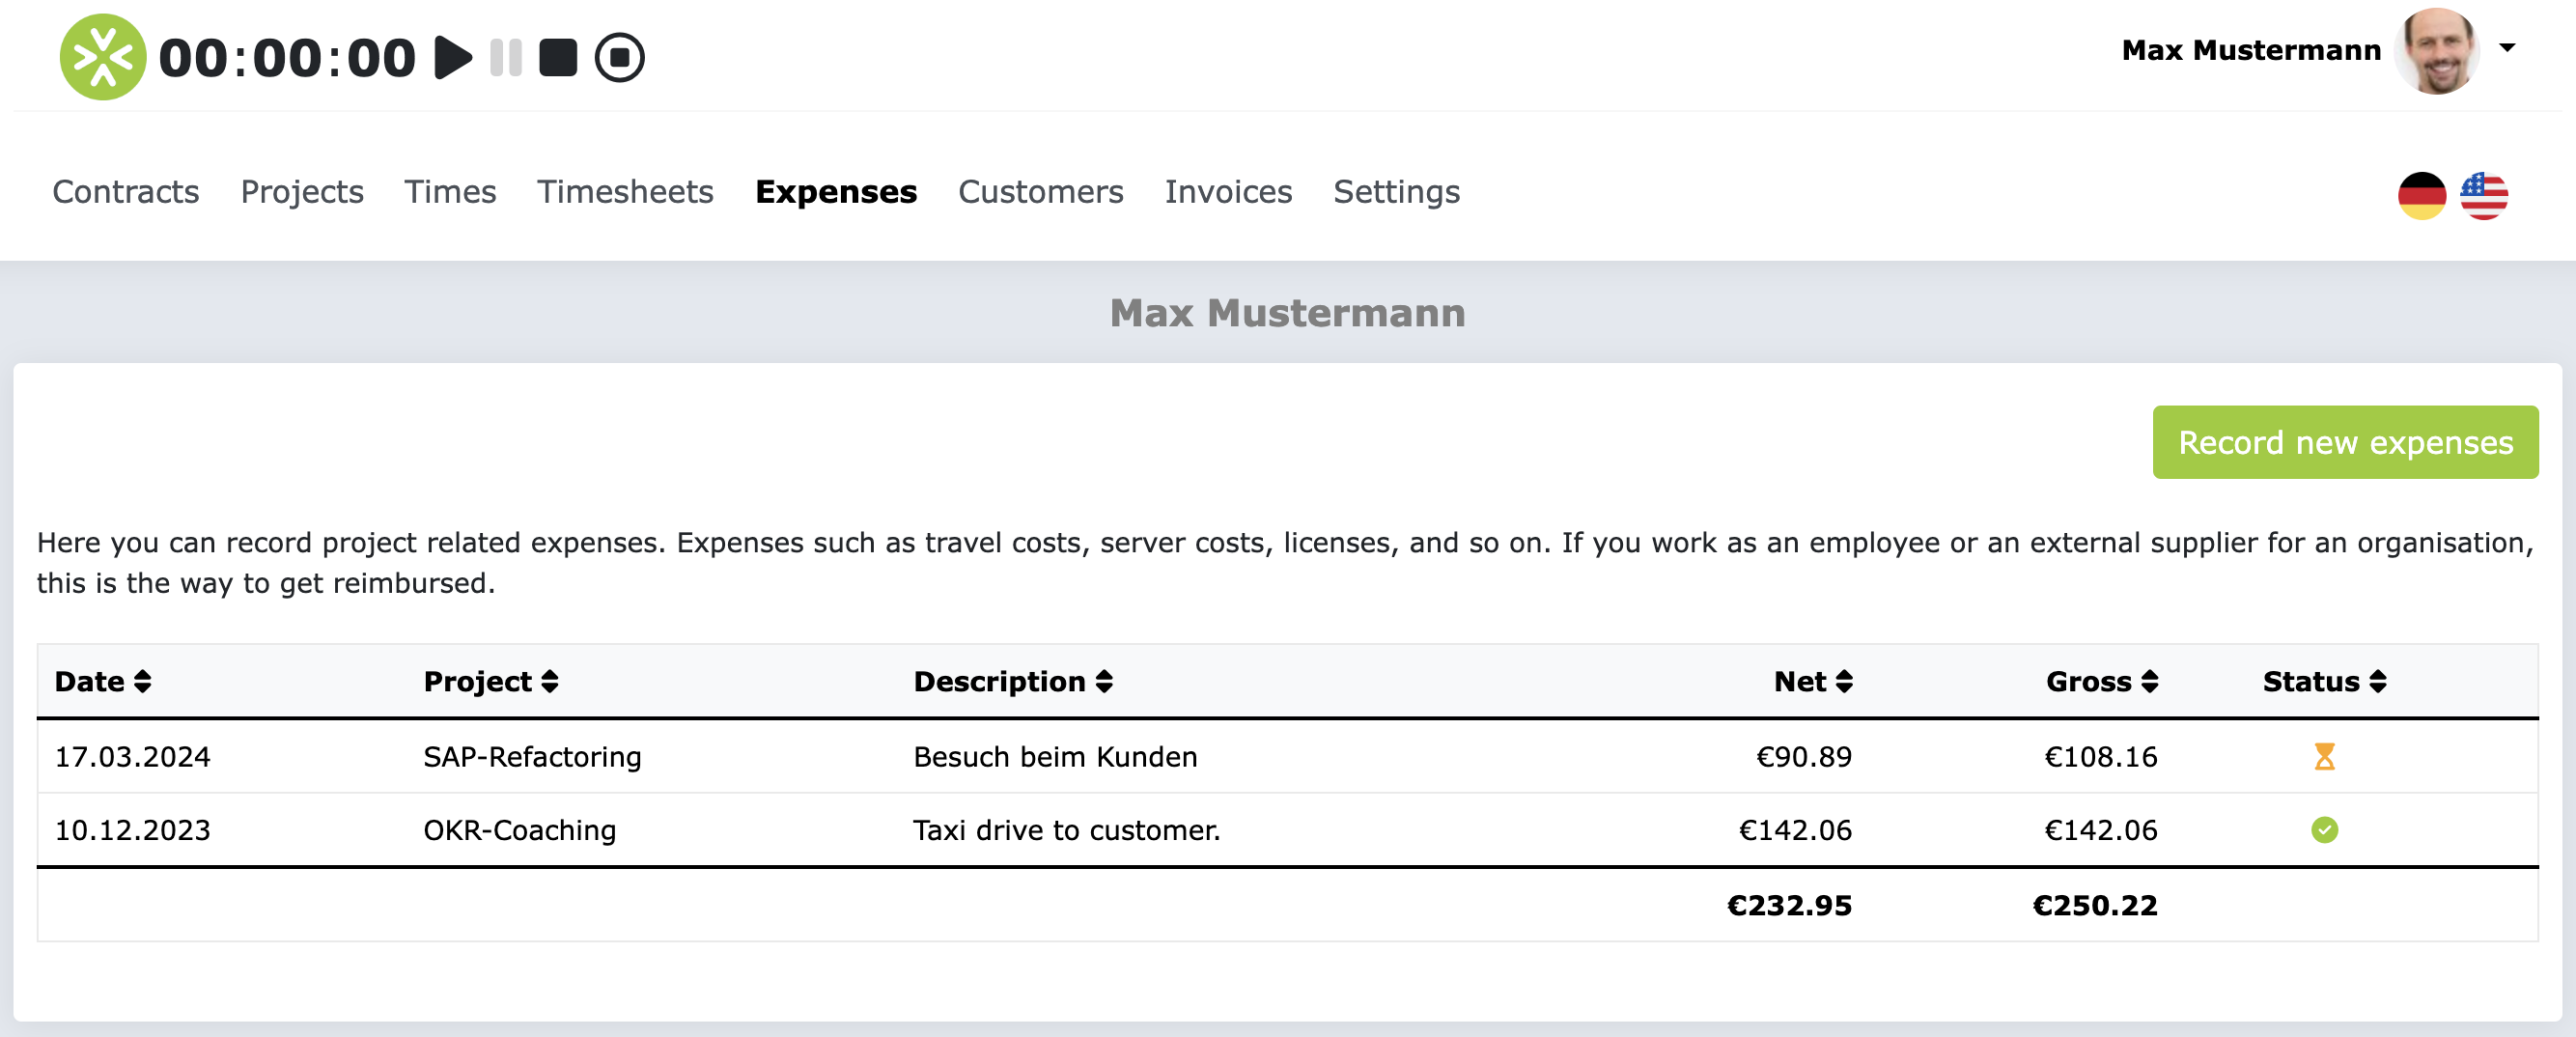 00:00:00
Max Mustermann
Contracts Projects Times Timesheets Expenses Customers Invoices Settings
Max Mustermann
Record new expenses
Here you can record project related expenses. Expenses such as travel costs, server costs, licenses, and so on. If you work as an employee or an external supplier for an organisation,
this is the way to get reimbursed.
Date Project Description Net Gross Status
17.03.2024 SAP-Refactoring Besuch beim Kunden €90.89 €108.16
10.12.2023 OKR-Coaching Taxi drive to customer. €142.06 €142.06
€232.95 €250.22